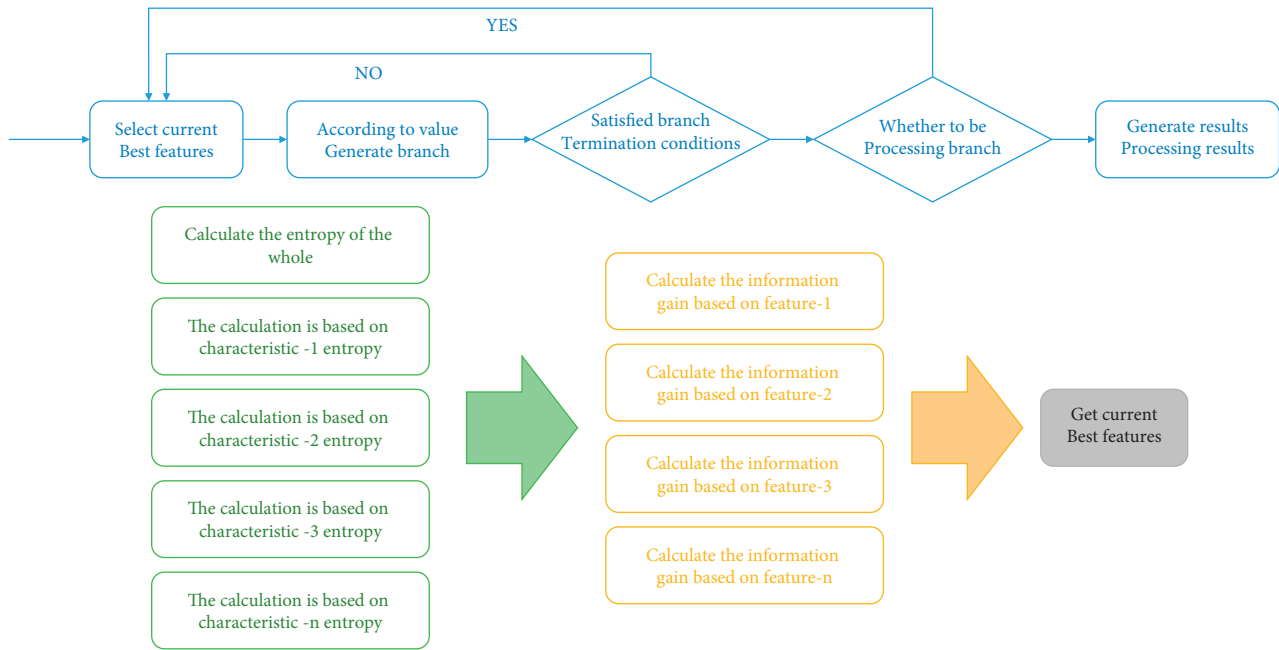 YES
NO
Select current
Best features
According to value
Generate branch
Satisfied branch
Termination conditions
Whether to be
Processing branch
Generate results
Processing results
Calculate the entropy of the
whole
The calculation is based on
characteristic -1 entropy
The calculation is based on
characteristic -2 entropy
The calculation is based on
characteristic -3 entropy
The calculation is based on
characteristic -n entropy
Calculate the information
gain based on feature-1
Calculate the information
gain based on feature-2
Calculate the information
gain based on feature-3
Calculate the information
gain based on feature-n
Get current
Best features